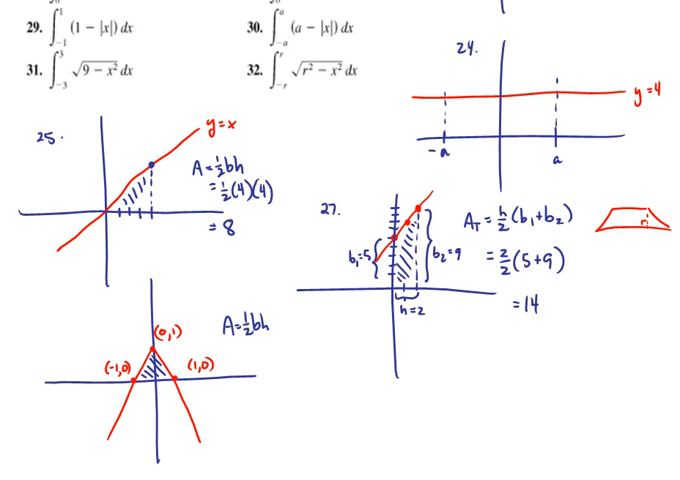 29. ∫_{-1}^{1} (1 − |x|) dx
30. ∫_{-a}^{a} (a − |x|) dx
31. ∫_{-3}^{3} √(9 − x²) dx
32. ∫_{-r}^{r} √(r² − x²) dx
24.
y=4
-a
a
25.
y=x
A=½bh
=½(4)(4)
=8
27.
b₁=5
b₂=9
h=2
A_T = h/2(b₁+b₂)
= 2/2(5+9)
=14
A=½bh
(0,1)
(-1,0)
(1,0)